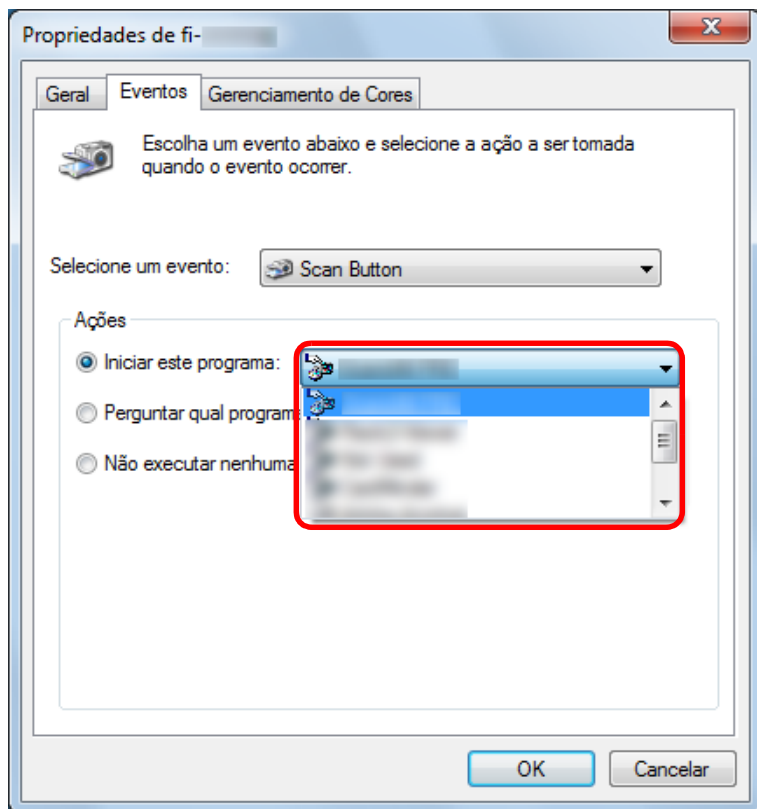 Propriedades de fi-
Geral Eventos Gerenciamento de Cores
Escolha um evento abaixo e selecione a ação a ser tomada
quando o evento ocorrer.
Selecione um evento: Scan Button
Ações
Iniciar este programa:
Perguntar qual
Não executar nenhuma
OK Cancelar